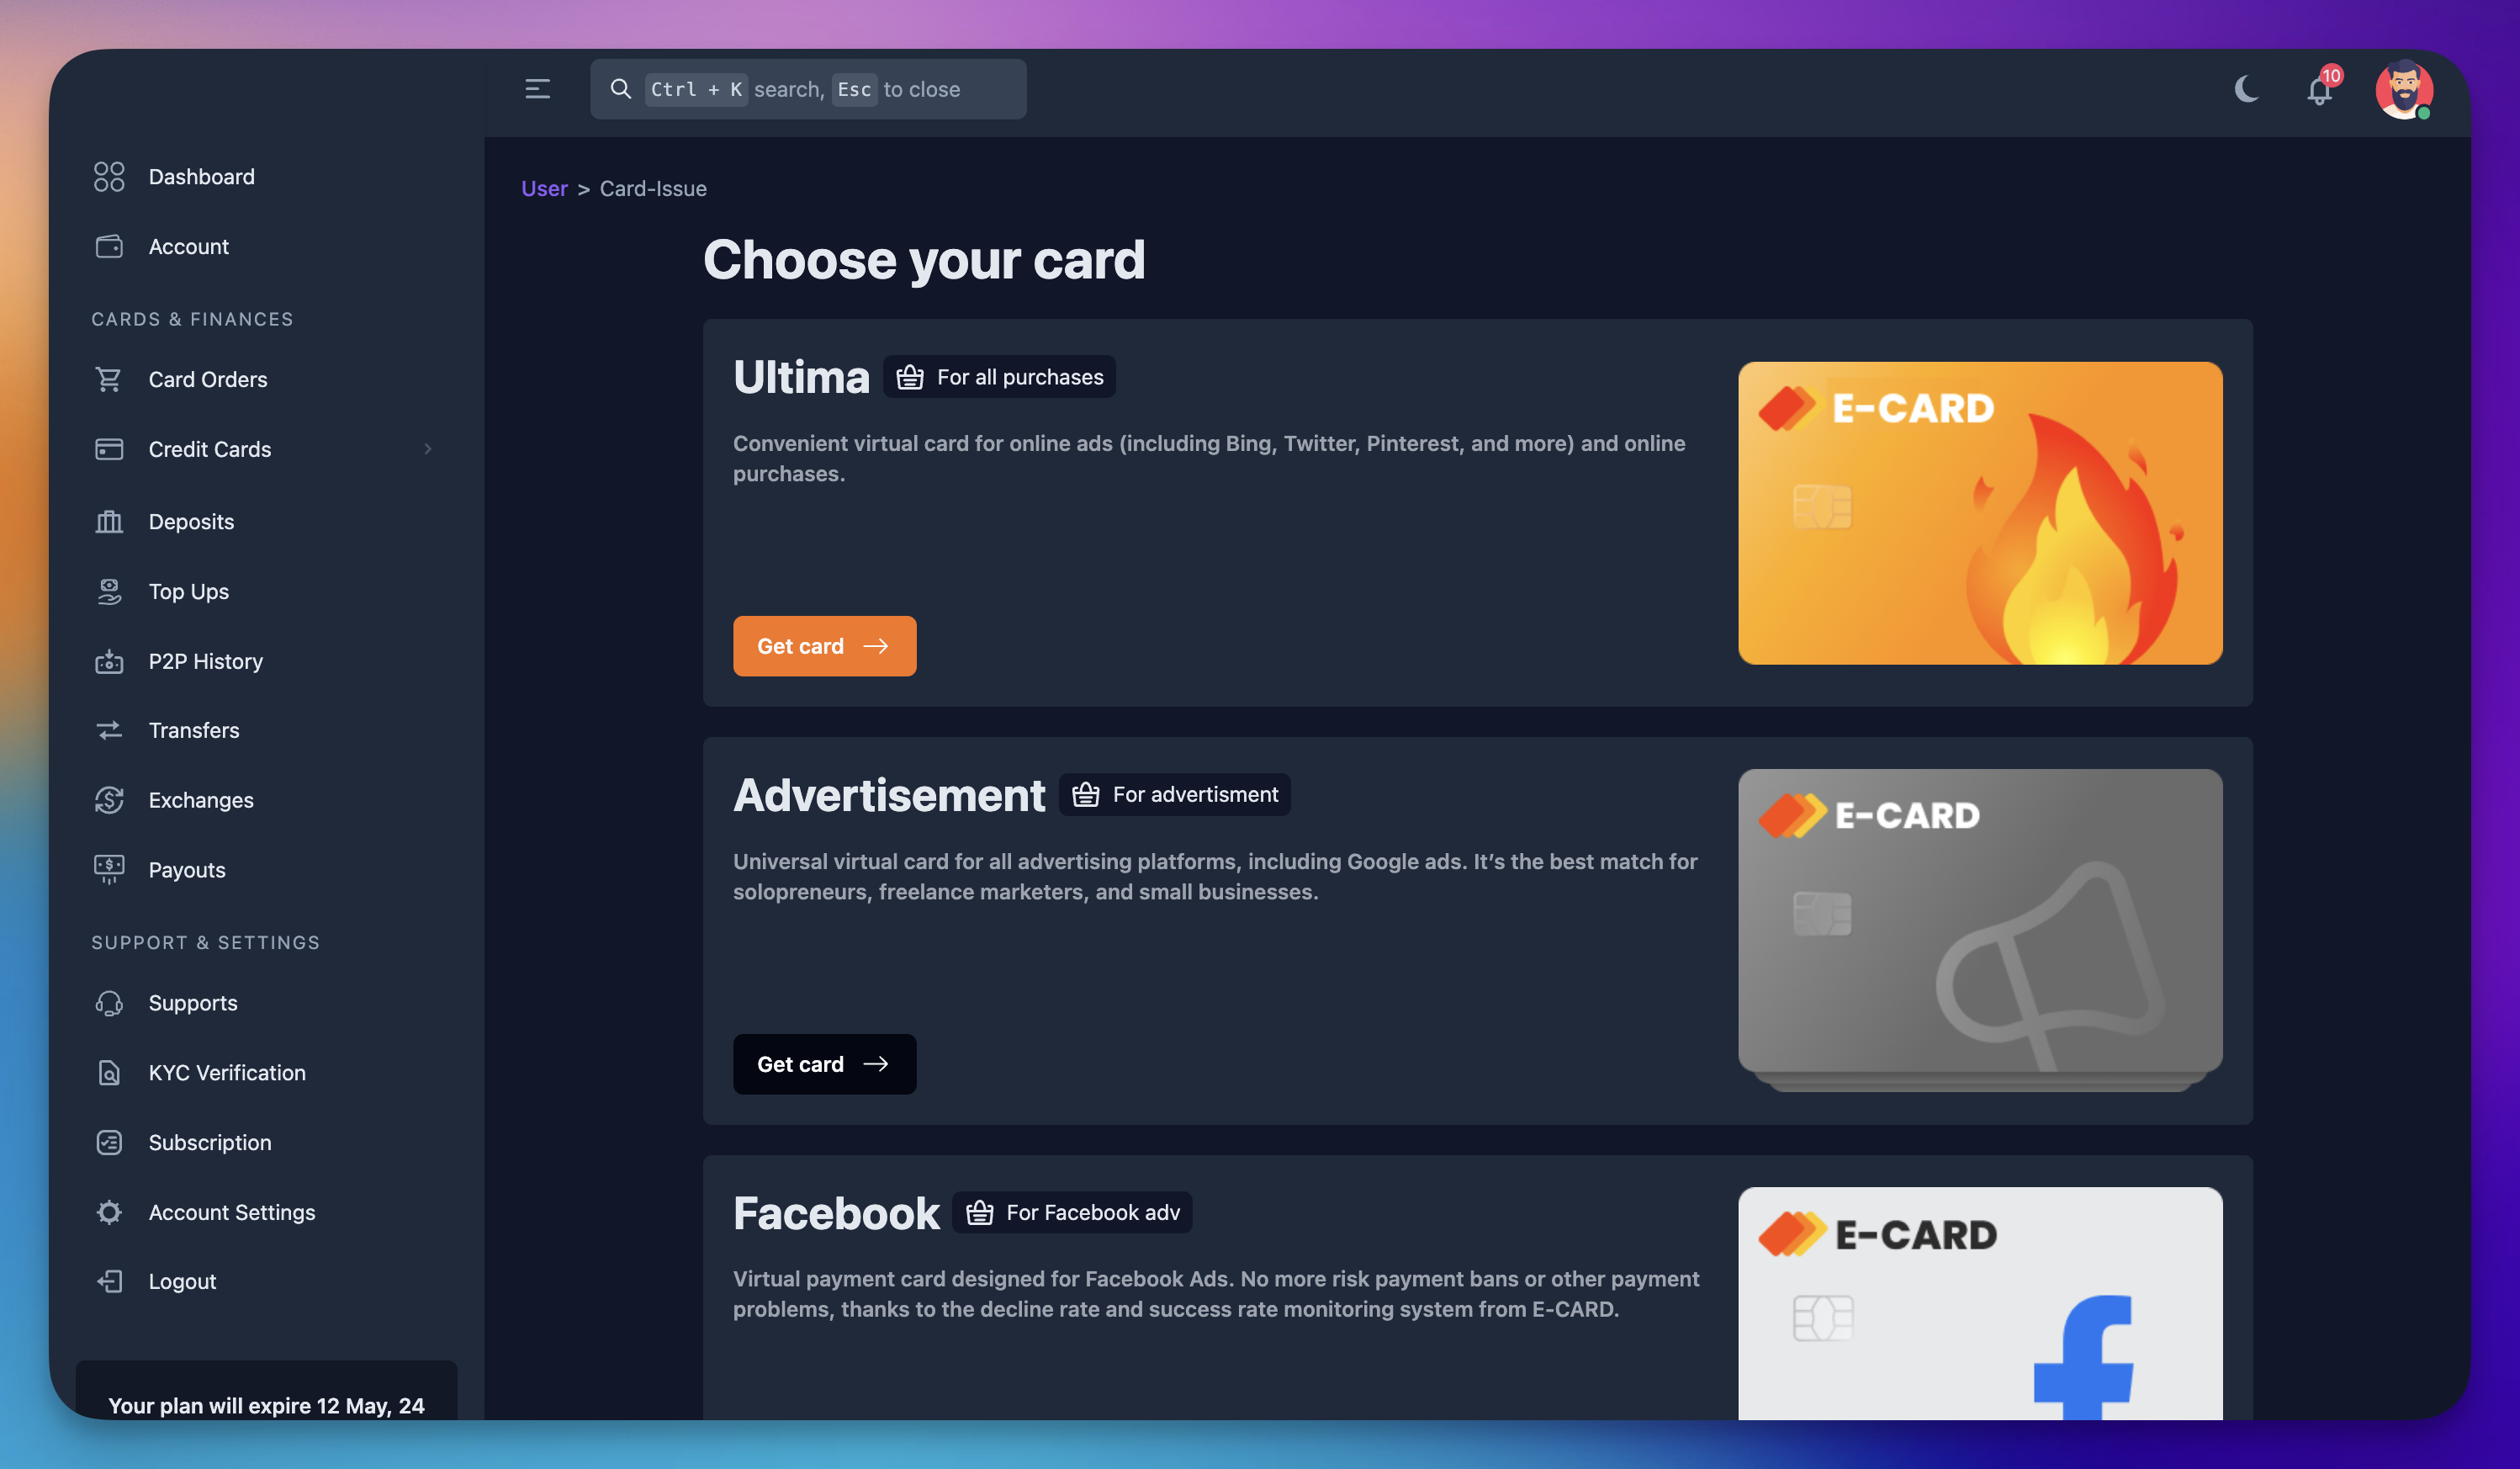 Ctrl + K search, Esc to close
10
Dashboard
Account
CARDS & FINANCES
Card Orders
Credit Cards
Deposits
Top Ups
P2P History
Transfers
Exchanges
Payouts
SUPPORT & SETTINGS
Supports
KYC Verification
Subscription
Account Settings
Logout
Your plan will expire 12 May, 24
User > Card-Issue
Choose your card
Ultima For all purchases
Convenient virtual card for online ads (including Bing, Twitter, Pinterest, and more) and online
purchases.
Get card
E-CARD
Advertisement For advertisment
Universal virtual card for all advertising platforms, including Google ads. It’s the best match for
solopreneurs, freelance marketers, and small businesses.
Get card
E-CARD
Facebook For Facebook adv
Virtual payment card designed for Facebook Ads. No more risk payment bans or other payment
problems, thanks to the decline rate and success rate monitoring system from E-CARD.
E-CARD